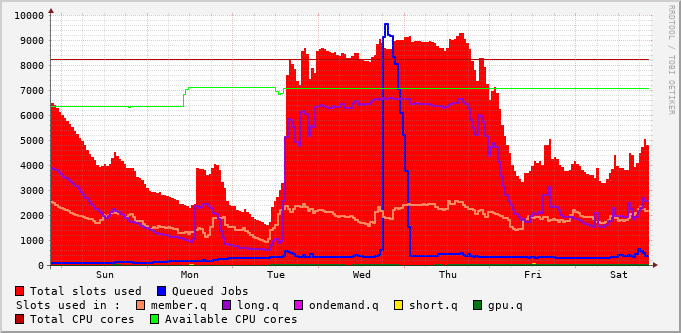 10000
9000
8000
7000
6000
5000
4000
3000
2000
1000
0
Sun Mon Tue Wed Thu Fri Sat
RRDTOOL / TOBI OETIKER
Total slots used Queued Jobs
Slots used in : member.q long.q ondemand.q short.q gpu.q
Total CPU cores Available CPU cores